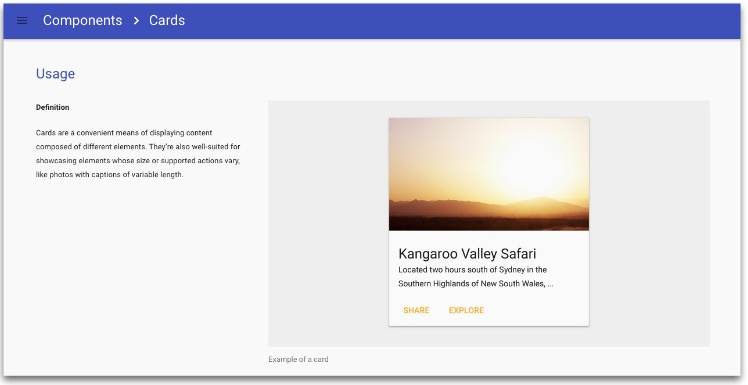 Components > Cards
Usage
Definition
Cards are a convenient means of displaying content
composed of different elements. They're also well-suited for
showcasing elements whose size or supported actions vary,
like photos with captions of variable length.
Kangaroo Valley Safari
Located two hours south of Sydney in the
Southern Highlands of New South Wales, ...
SHARE EXPLORE
Example of a card